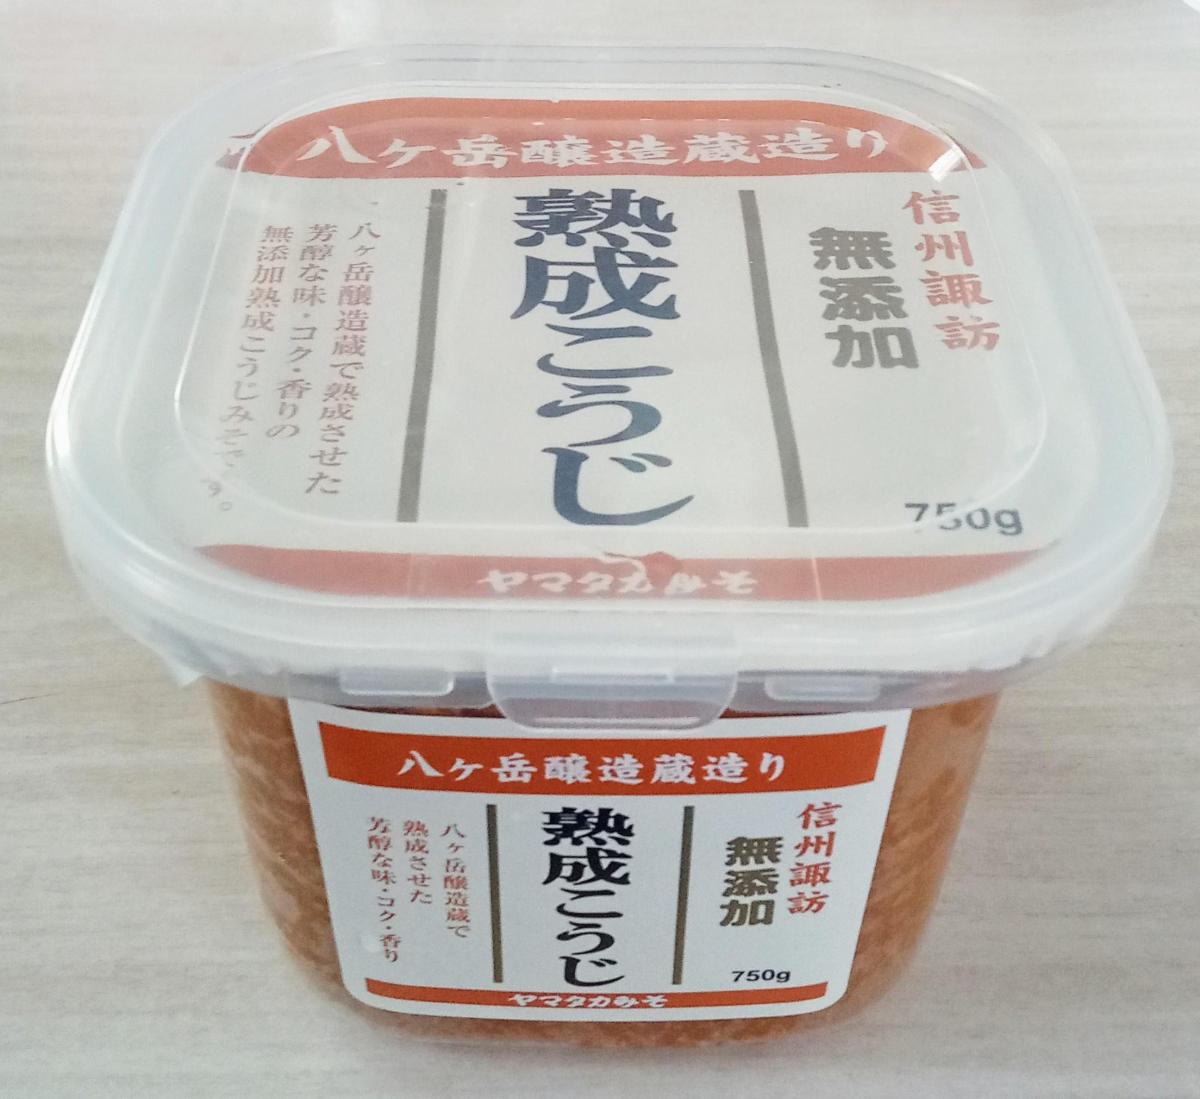 八ヶ岳醸造蔵造り
信州諏訪
無添加
熟成こうじ
八ヶ岳醸造蔵で熟成させた
芳醇な味・コク・香りの
無添加熟成こうじみそです。
750g
ヤマタカみそ
八ヶ岳醸造蔵造り
信州諏訪
無添加
熟成こうじ
八ヶ岳醸造蔵で
熟成させた
芳醇な味・コク・香り
750g
ヤマタカみそ